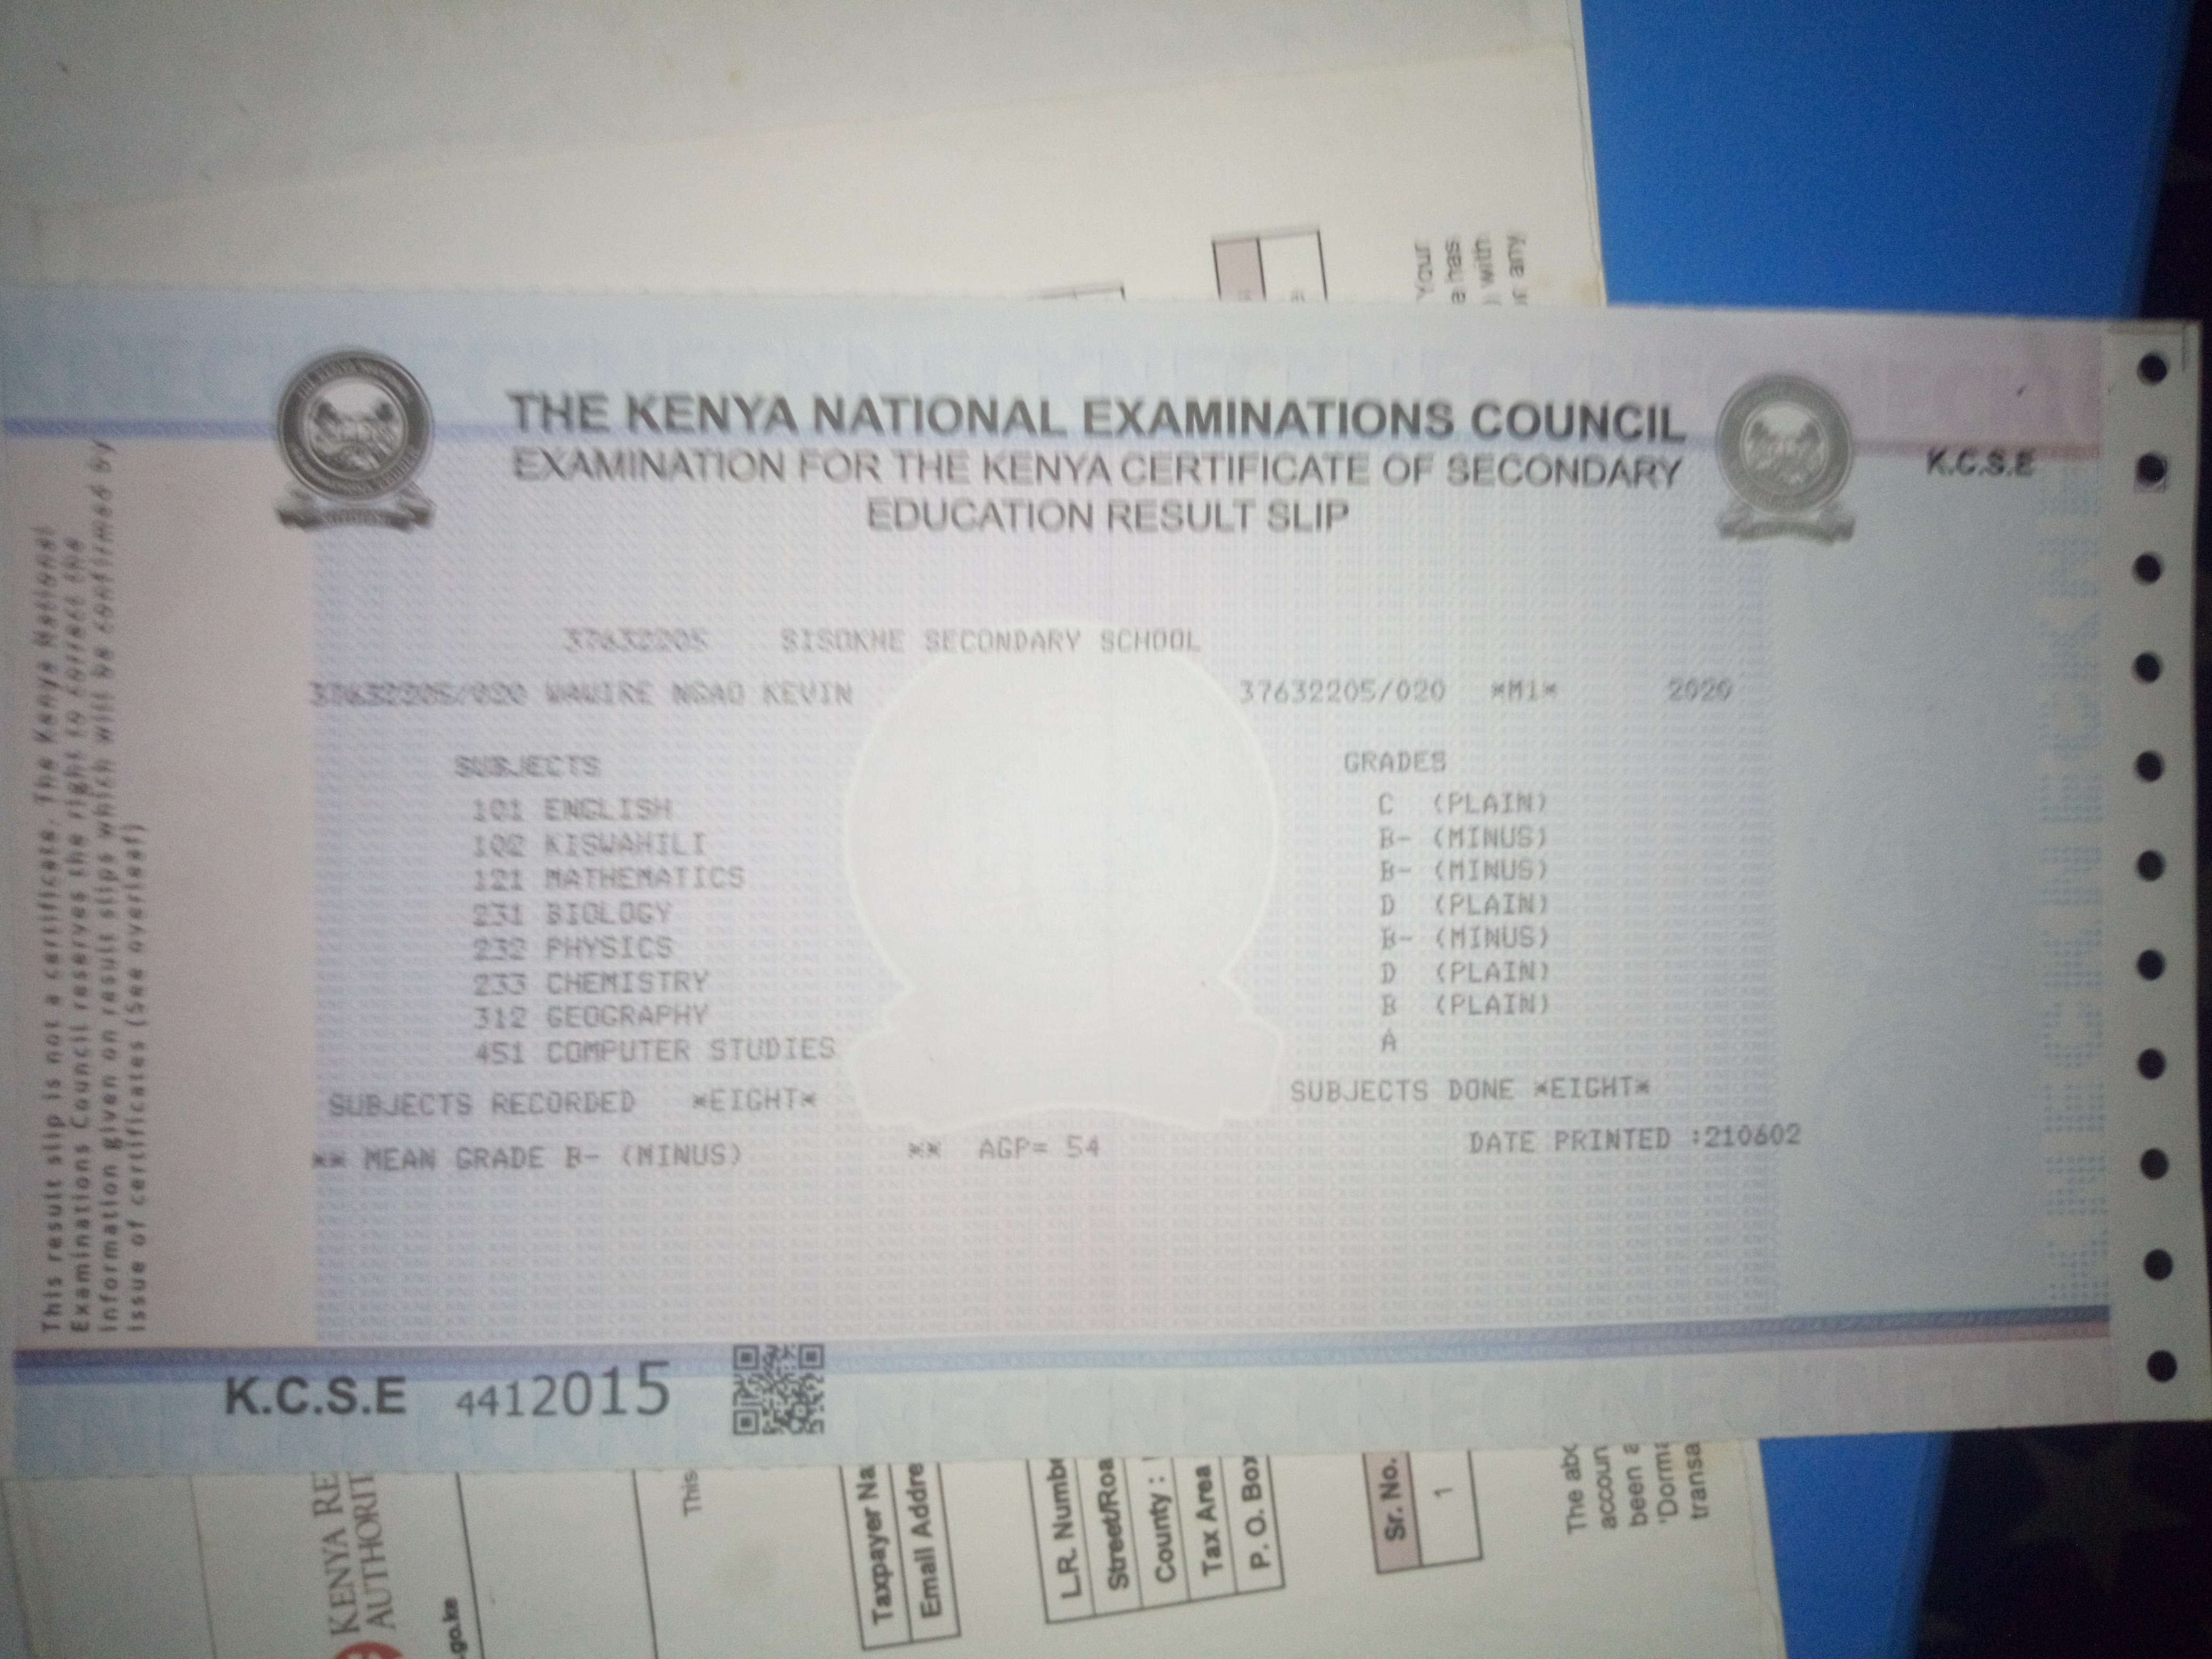 THE KENYA NATIONAL EXAMINATIONS COUNCIL
EXAMINATION FOR THE KENYA CERTIFICATE OF SECONDARY
EDUCATION RESULT SLIP
K.C.S.E
37632205 SISOKHE SECONDARY SCHOOL
37632205/020 WAWIRE NGAO KEVIN 37632205/020 *M1* 2020
SUBJECTS GRADES
101 ENGLISH C (PLAIN)
102 KISWAHILI B- (MINUS)
121 MATHEMATICS B- (MINUS)
231 BIOLOGY D (PLAIN)
232 PHYSICS B- (MINUS)
233 CHEMISTRY D (PLAIN)
312 GEOGRAPHY B (PLAIN)
451 COMPUTER STUDIES A
SUBJECTS RECORDED *EIGHT* SUBJECTS DONE *EIGHT*
** MEAN GRADE B- (MINUS) ** AGP= 54 DATE PRINTED :210602
K.C.S.E 4412015
This result slip is not a certificate. The Kenya National
Examinations Council reserves the right to correct the
information given on result slips which will be confirmed by
issue of certificates (See overleaf)
KNECKNECKNE
KENYA RE
AUTHORIT
.go.ke
This
Taxpayer Na
Email Addre
L.R. Numbe
Street/Roa
County :
Tax Area
P. O. Box
Sr. No.
1
The abo
accoun
been a
'Dorma
transa
Your
has
) with
or any